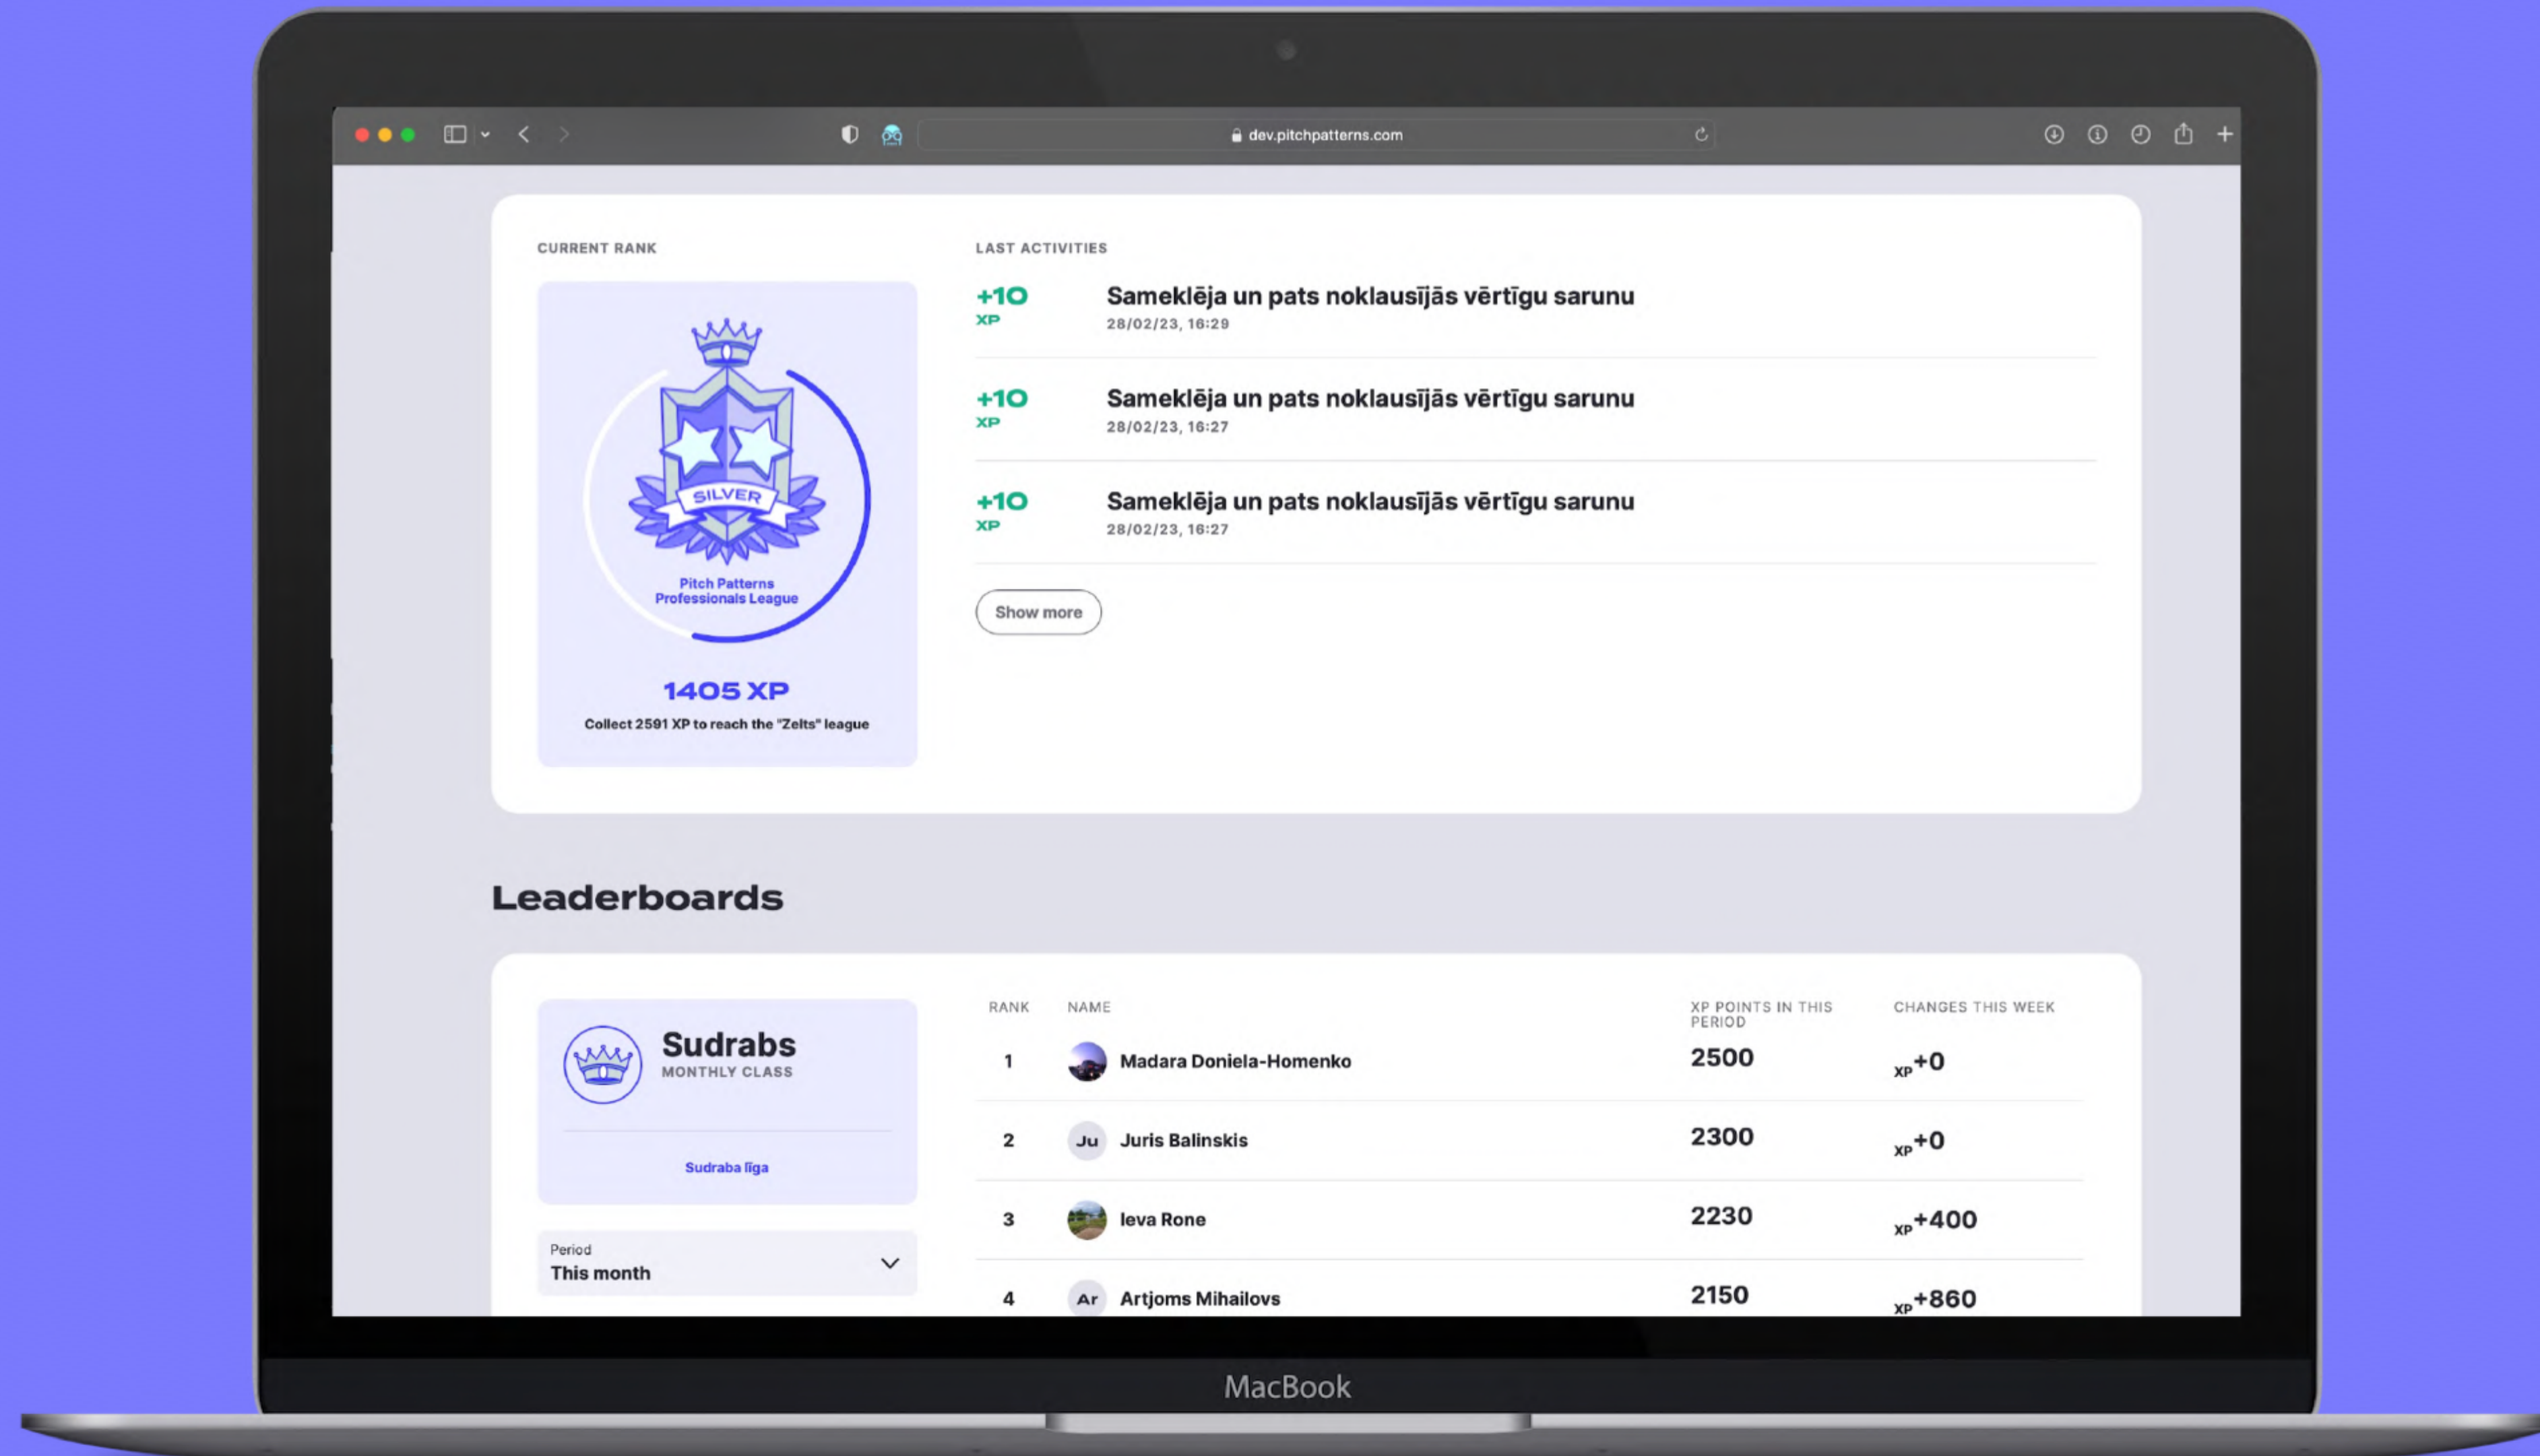 dev.pitchpatterns.com
CURRENT RANK
SILVER
Pitch Patterns
Professionals League
1405 XP
Collect 2591 XP to reach the "Zelts" league
LAST ACTIVITIES
+10
XP
Sameklēja un pats noklausījās vērtīgu sarunu
28/02/23, 16:29
+10
XP
Sameklēja un pats noklausījās vērtīgu sarunu
28/02/23, 16:27
+10
XP
Sameklēja un pats noklausījās vērtīgu sarunu
28/02/23, 16:27
Show more
Leaderboards
Sudrabs
MONTHLY CLASS
Sudraba līga
Period
This month
RANK NAME XP POINTS IN THIS PERIOD CHANGES THIS WEEK
1 Madara Doniela-Homenko 2500 XP+0
2 Ju Juris Balinskis 2300 XP+0
3 Ieva Rone 2230 XP+400
4 Ar Artjoms Mihailovs 2150 XP+860
MacBook